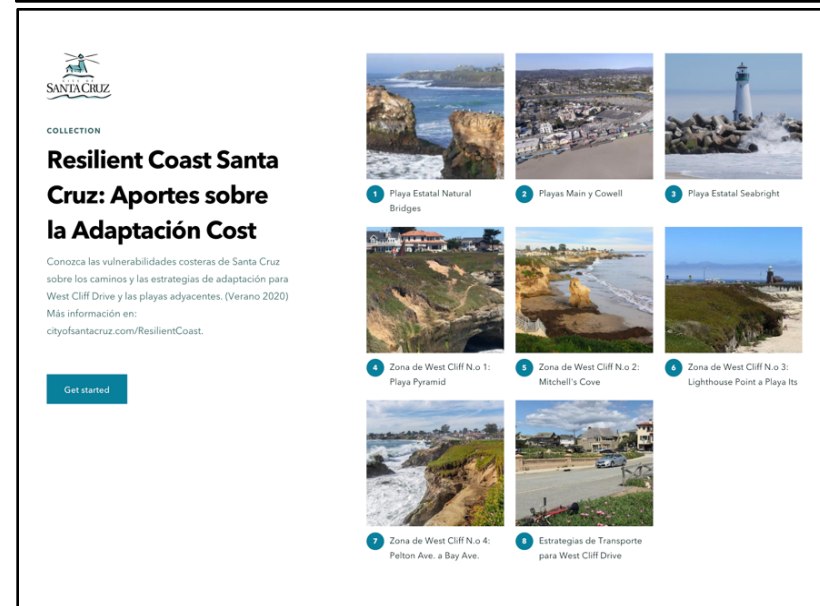 CITY OF
SANTA CRUZ
COLLECTION
Resilient Coast Santa
Cruz: Aportes sobre
la Adaptación Cost
Conozca las vulnerabilidades costeras de Santa Cruz
sobre los caminos y las estrategias de adaptación para
West Cliff Drive y las playas adyacentes. (Verano 2020)
Más información en:
cityofsantacruz.com/ResilientCoast.
Get started
1 Playa Estatal Natural
Bridges
2 Playas Main y Cowell
3 Playa Estatal Seabright
4 Zona de West Cliff N.o 1:
Playa Pyramid
5 Zona de West Cliff N.o 2:
Mitchell's Cove
6 Zona de West Cliff N.o 3:
Lighthouse Point a Playa Its
7 Zona de West Cliff N.o 4:
Pelton Ave. a Bay Ave.
8 Estrategias de Transporte
para West Cliff Drive